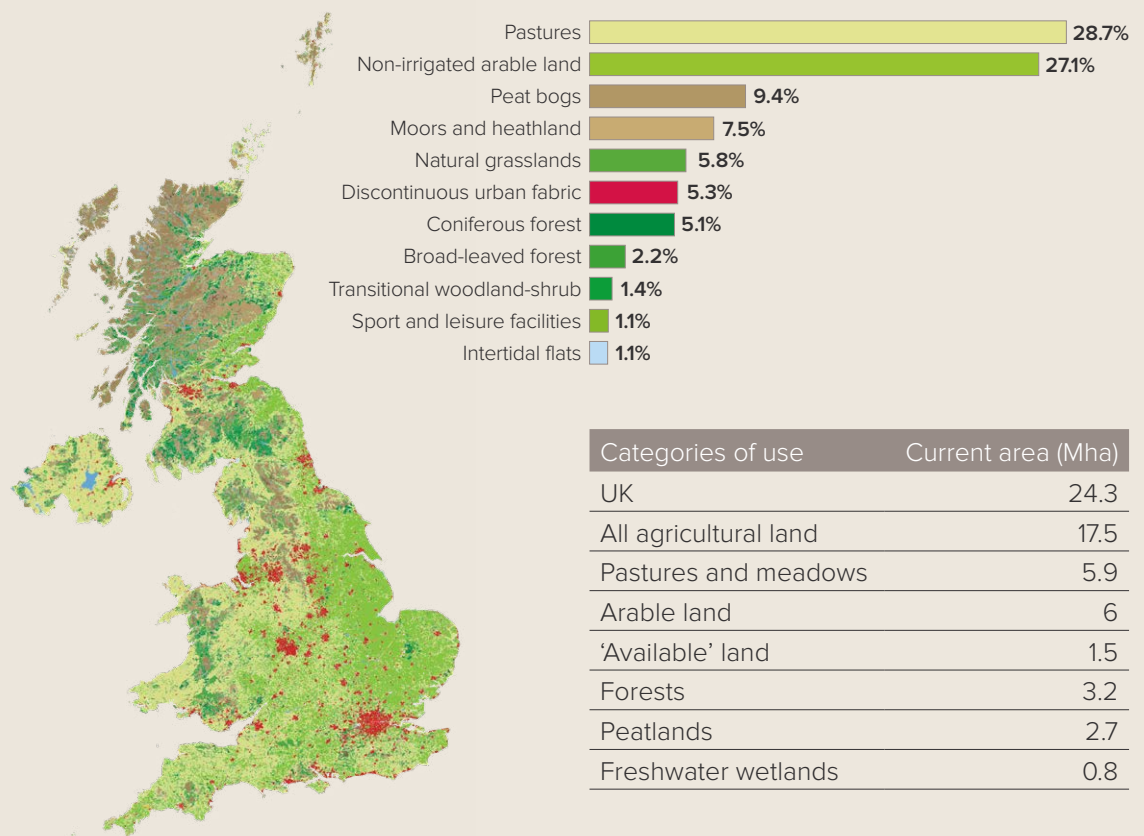 Pastures 28.7%
Non-irrigated arable land 27.1%
Peat bogs 9.4%
Moors and heathland 7.5%
Natural grasslands 5.8%
Discontinuous urban fabric 5.3%
Coniferous forest 5.1%
Broad-leaved forest 2.2%
Transitional woodland-shrub 1.4%
Sport and leisure facilities 1.1%
Intertidal flats 1.1%
Categories of use Current area (Mha)
UK 24.3
All agricultural land 17.5
Pastures and meadows 5.9
Arable land 6
‘Available’ land 1.5
Forests 3.2
Peatlands 2.7
Freshwater wetlands 0.8